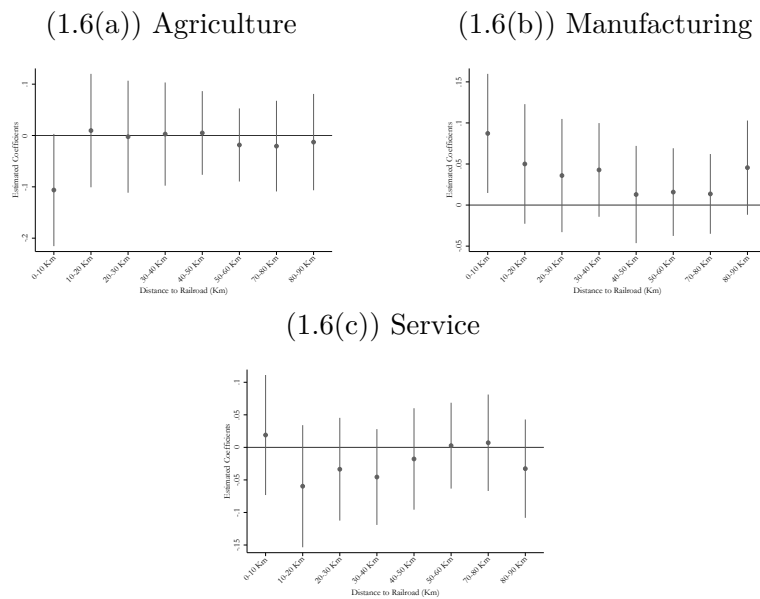 (1.6(a)) Agriculture
(1.6(b)) Manufacturing
Estimated Coefficients
.1
0
-.1
-.2
0-10 Km
10-20 Km
20-30 Km
30-40 Km
40-50 Km
50-60 Km
70-80 Km
80-90 Km
Distance to Railroad (Km)
Estimated Coefficients
.15
.1
.05
0
-.05
0-10 Km
10-20 Km
20-30 Km
30-40 Km
40-50 Km
50-60 Km
70-80 Km
80-90 Km
Distance to Railroad (Km)
(1.6(c)) Service
Estimated Coefficients
.1
.05
0
-.05
-.1
-.15
0-10 Km
10-20 Km
20-30 Km
30-40 Km
40-50 Km
50-60 Km
70-80 Km
80-90 Km
Distance to Railroad (Km)